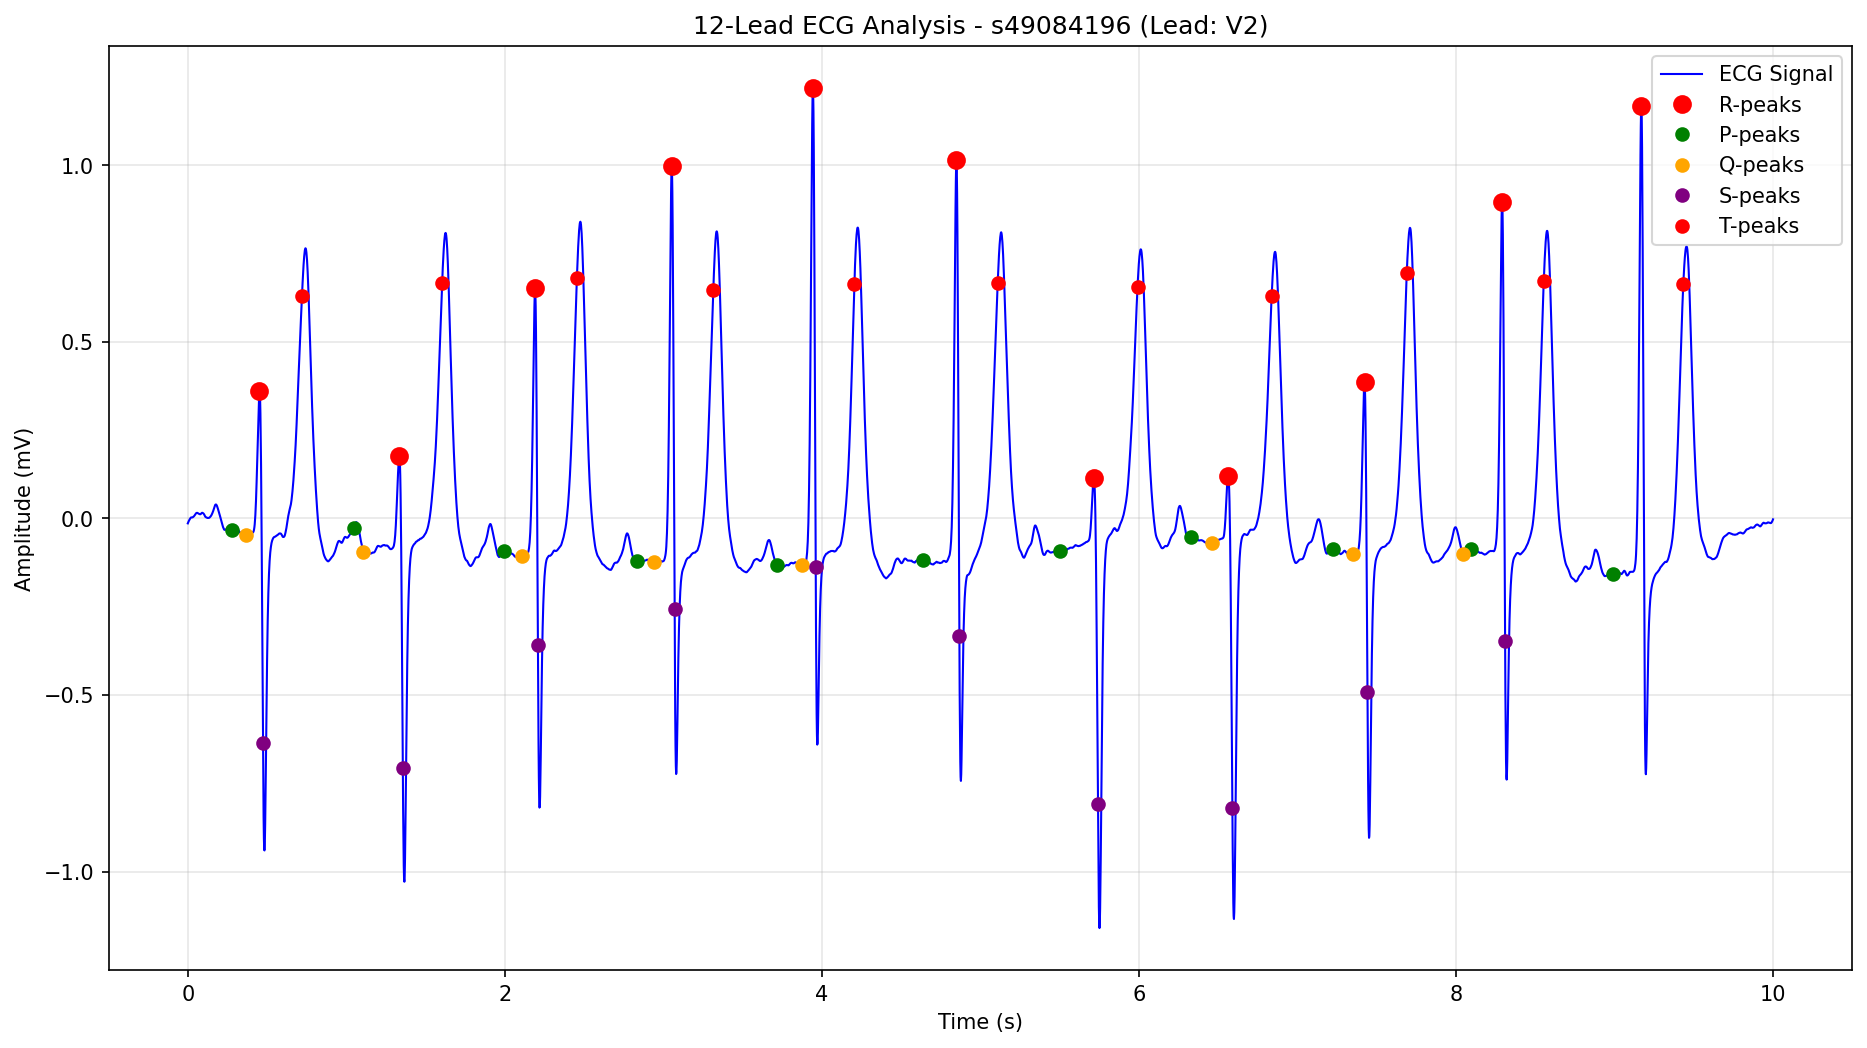 12-Lead ECG Analysis - s49084196 (Lead: V2)
ECG Signal
R-peaks
P-peaks
Q-peaks
S-peaks
T-peaks
Amplitude (mV)
1.0
0.5
0.0
−0.5
−1.0
0 2 4 6 8 10
Time (s)